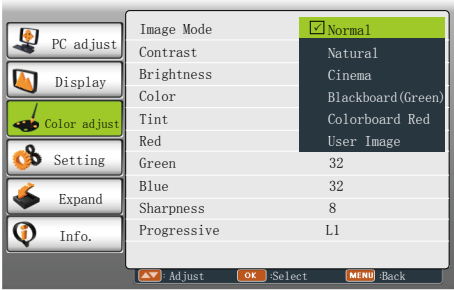 PC adjust
Display
Color adjust
Setting
Expand
Info.
Image Mode
Contrast
Brightness
Color
Tint
Red
Green 32
Blue 32
Sharpness 8
Progressive L1
Normal
Natural
Cinema
Blackboard(Green)
Colorboard Red
User Image
: Adjust OK :Select MENU :Back